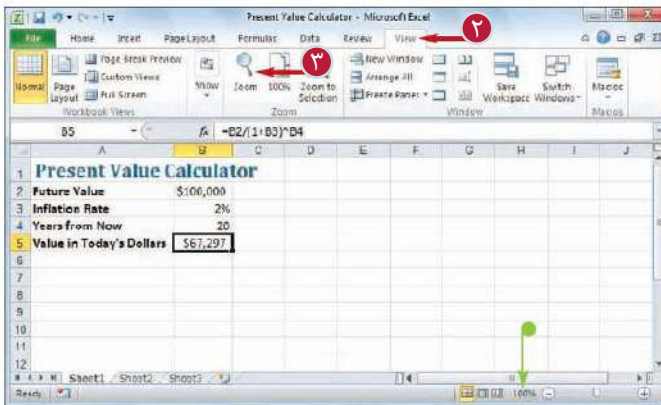 Present Value Calculator - Microsoft Excel
File Home Insert Page Layout Formulas Data Review View ٢
Normal Page Layout Page Break Preview Custom Views Full Screen Show Zoom 100% Zoom to Selection ٣ New Window Arrange All Freeze Panes Save Workspace Switch Windows Macros
Workbook Views Zoom Window Macros
B5 fx =B2/(1+B3)^B4
A B C D E F G H I J
1 Present Value Calculator
2 Future Value $100,000
3 Inflation Rate 2%
4 Years from Now 20
5 Value in Today's Dollars $67,297
6
7
8
9
10
11
12
Sheet1 Sheet2 Sheet3
Ready 100%